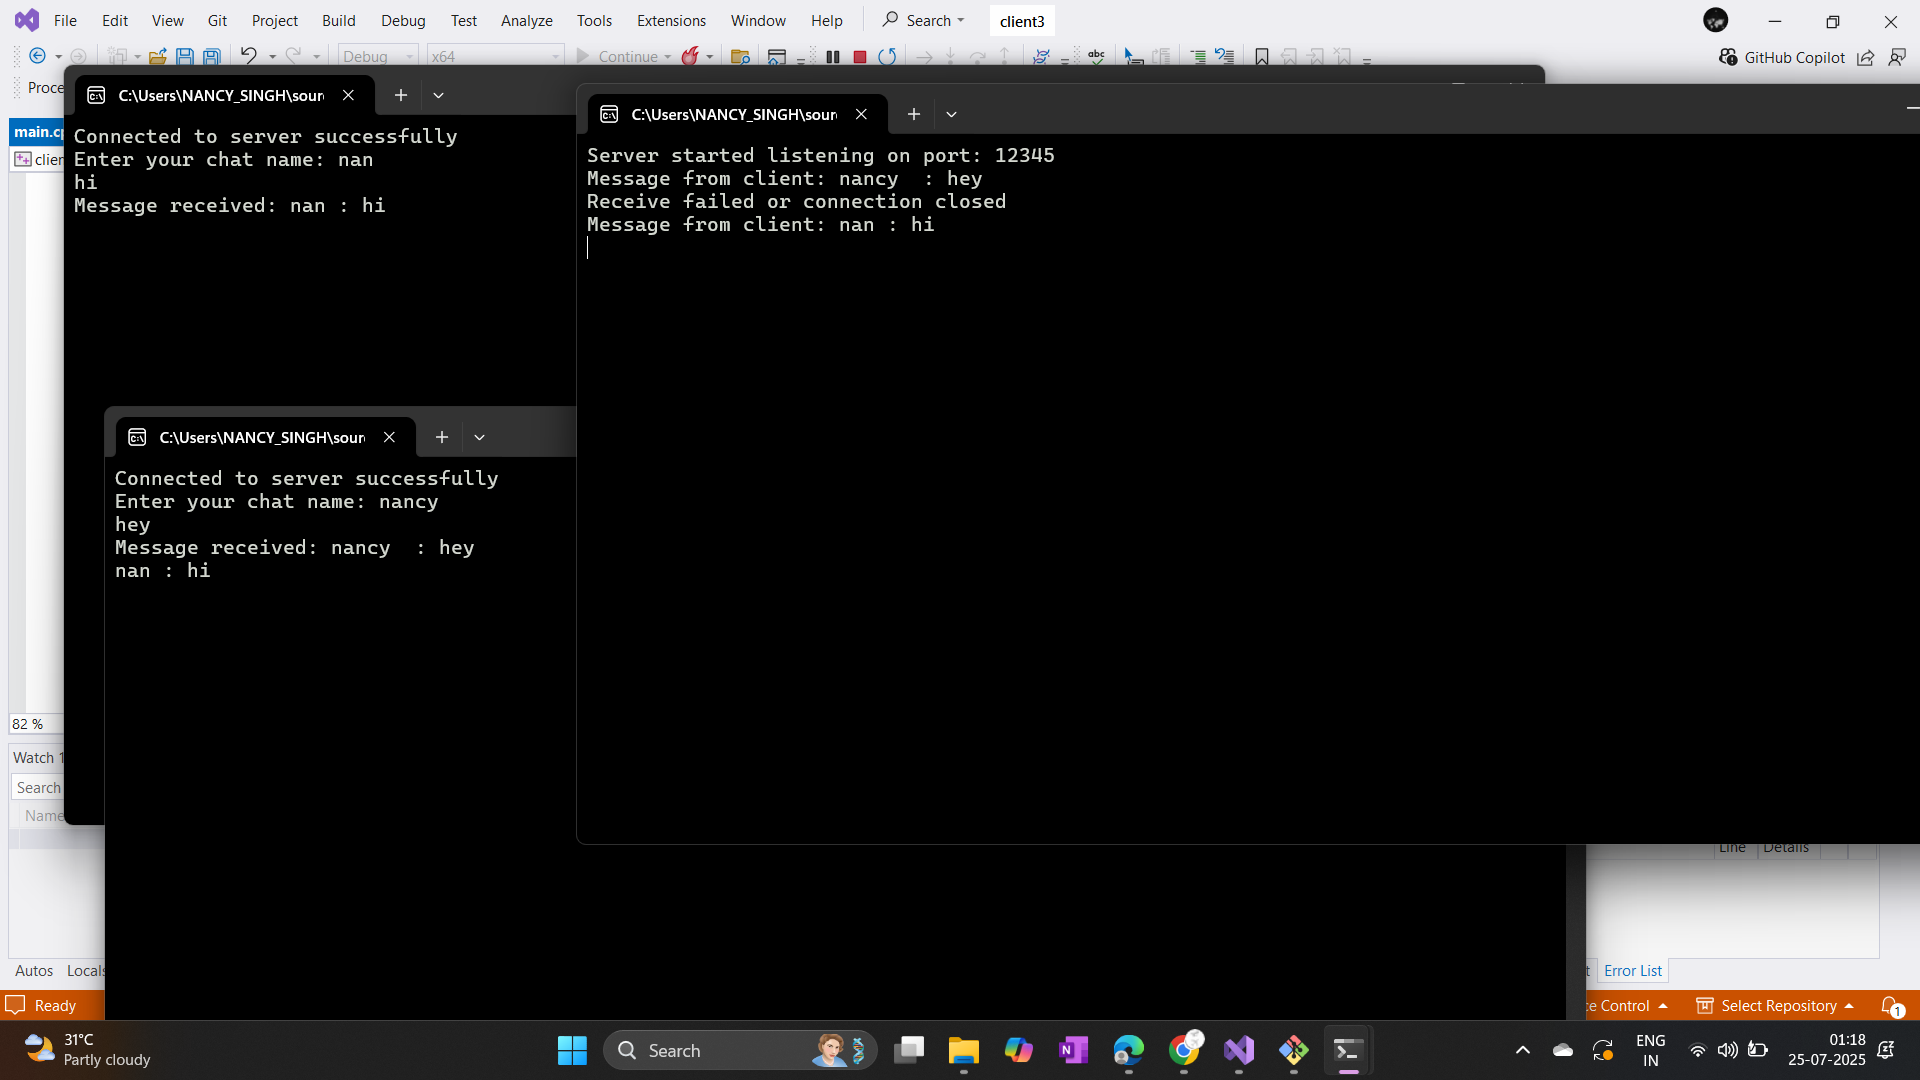 File Edit View Git Project Build Debug Test Analyze Tools Extensions Window Help Search client3
Debug x64 Continue GitHub Copilot
C:\Users\NANCY_SINGH\sour
Connected to server successfully
Enter your chat name: nan
hi
Message received: nan : hi
C:\Users\NANCY_SINGH\sour
Server started listening on port: 12345
Message from client: nancy  : hey
Receive failed or connection closed
Message from client: nan : hi
C:\Users\NANCY_SINGH\sour
Connected to server successfully
Enter your chat name: nancy
hey
Message received: nancy  : hey
nan : hi
82 %
Watch 1
Search
Name
Line Details
Autos Locals
Error List
Ready
Select Repository
1
31°C
Partly cloudy
Search
ENG
IN
01:18
25-07-2025